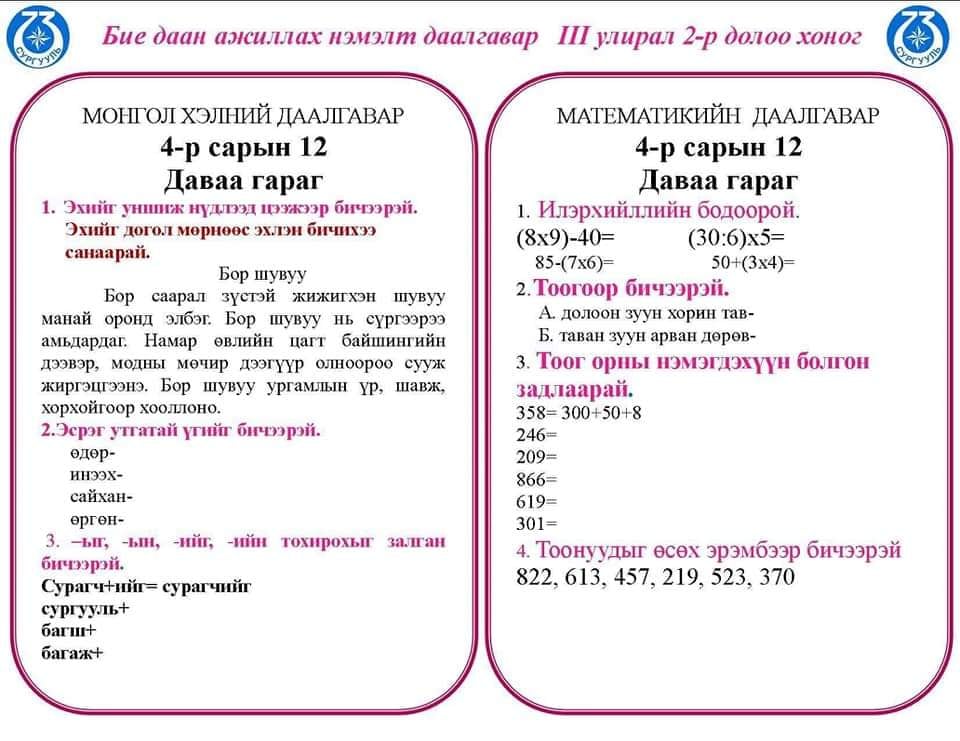 73
СУРГУУЛЬ
Бие даан ажиллах нэмэлт даалгавар III улирал 2-р долоо хоног
73
СУРГУУЛЬ
МОНГОЛ ХЭЛНИЙ ДААЛГАВАР
4-р сарын 12
Даваа гараг
1. Эхийг уншиж нүдлээд цээжээр бичээрэй.
Эхийг догол мөрнөөс эхлэн бичихээ
санаарай.
Бор шувуу
Бор саарал зүстэй жижигхэн шувуу
манай оронд элбэг. Бор шувуу нь сүргээрээ
амьдардаг. Намар өвлийн цагт байшингийн
дээвэр, модны мөчир дээгүүр олноороо сууж
жиргэцгээнэ. Бор шувуу ургамлын үр, шавж,
хорхойгоор хооллоно.
2.Эсрэг утгатай үгийг бичээрэй.
өдөр-
инээх-
сайхан-
өргөн-
3. –ыг, -ын, -ийг, -ийн тохирохыг залган
бичээрэй.
Сурагч+ийг= сурагчийг
сургууль+
багш+
багаж+
МАТЕМАТИКИЙН ДААЛГАВАР
4-р сарын 12
Даваа гараг
1. Илэрхийллийн бодоорой.
(8х9)-40= (30:6)х5=
85-(7х6)= 50+(3х4)=
2.Тоогоор бичээрэй.
А. долоон зуун хорин тав-
Б. таван зуун арван дөрөв-
3. Тоог орны нэмэгдэхүүн болгон
задлаарай.
358= 300+50+8
246=
209=
866=
619=
301=
4. Тоонуудыг өсөх эрэмбээр бичээрэй
822, 613, 457, 219, 523, 370